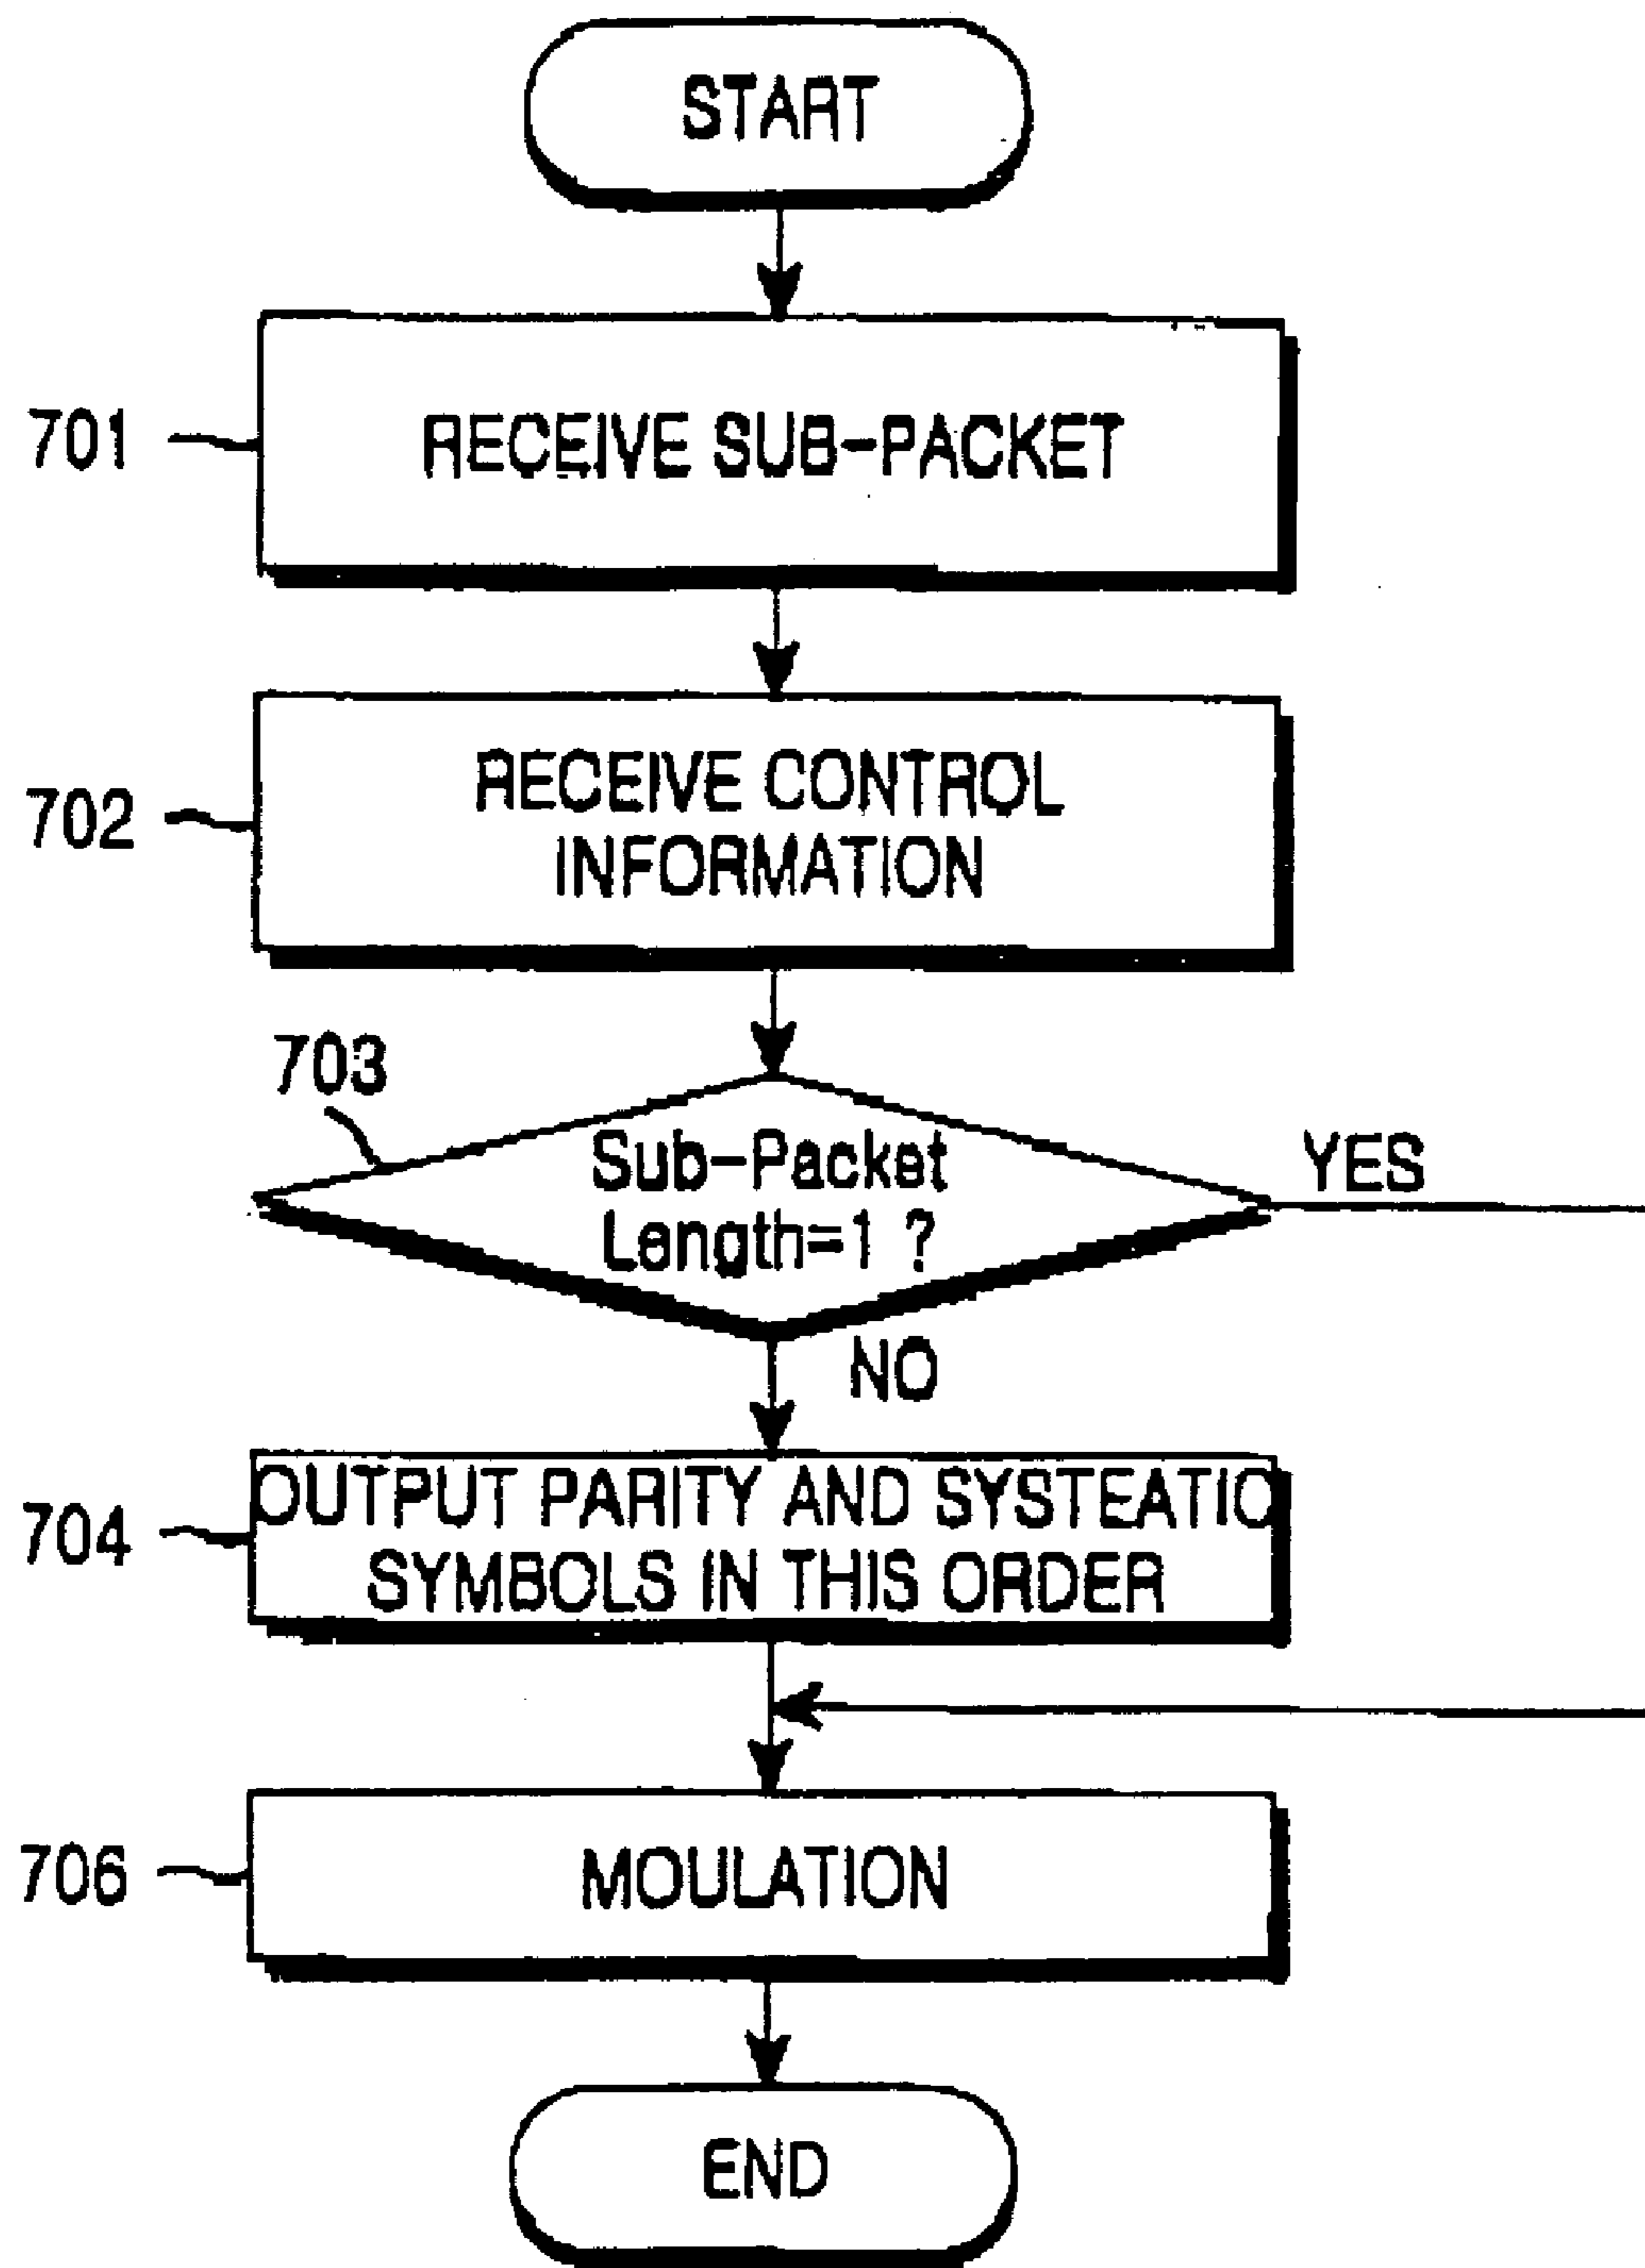 START
701
RECEIVE SUB-PACKET
702
RECEIVE CONTROL
INFORMATION
703
Sub-Packet
Length=1 ?
YES
NO
704
OUTPUT PARITY AND SYSTEATIC
SYMBOLS IN THIS ORDER
706
MOULATION
END